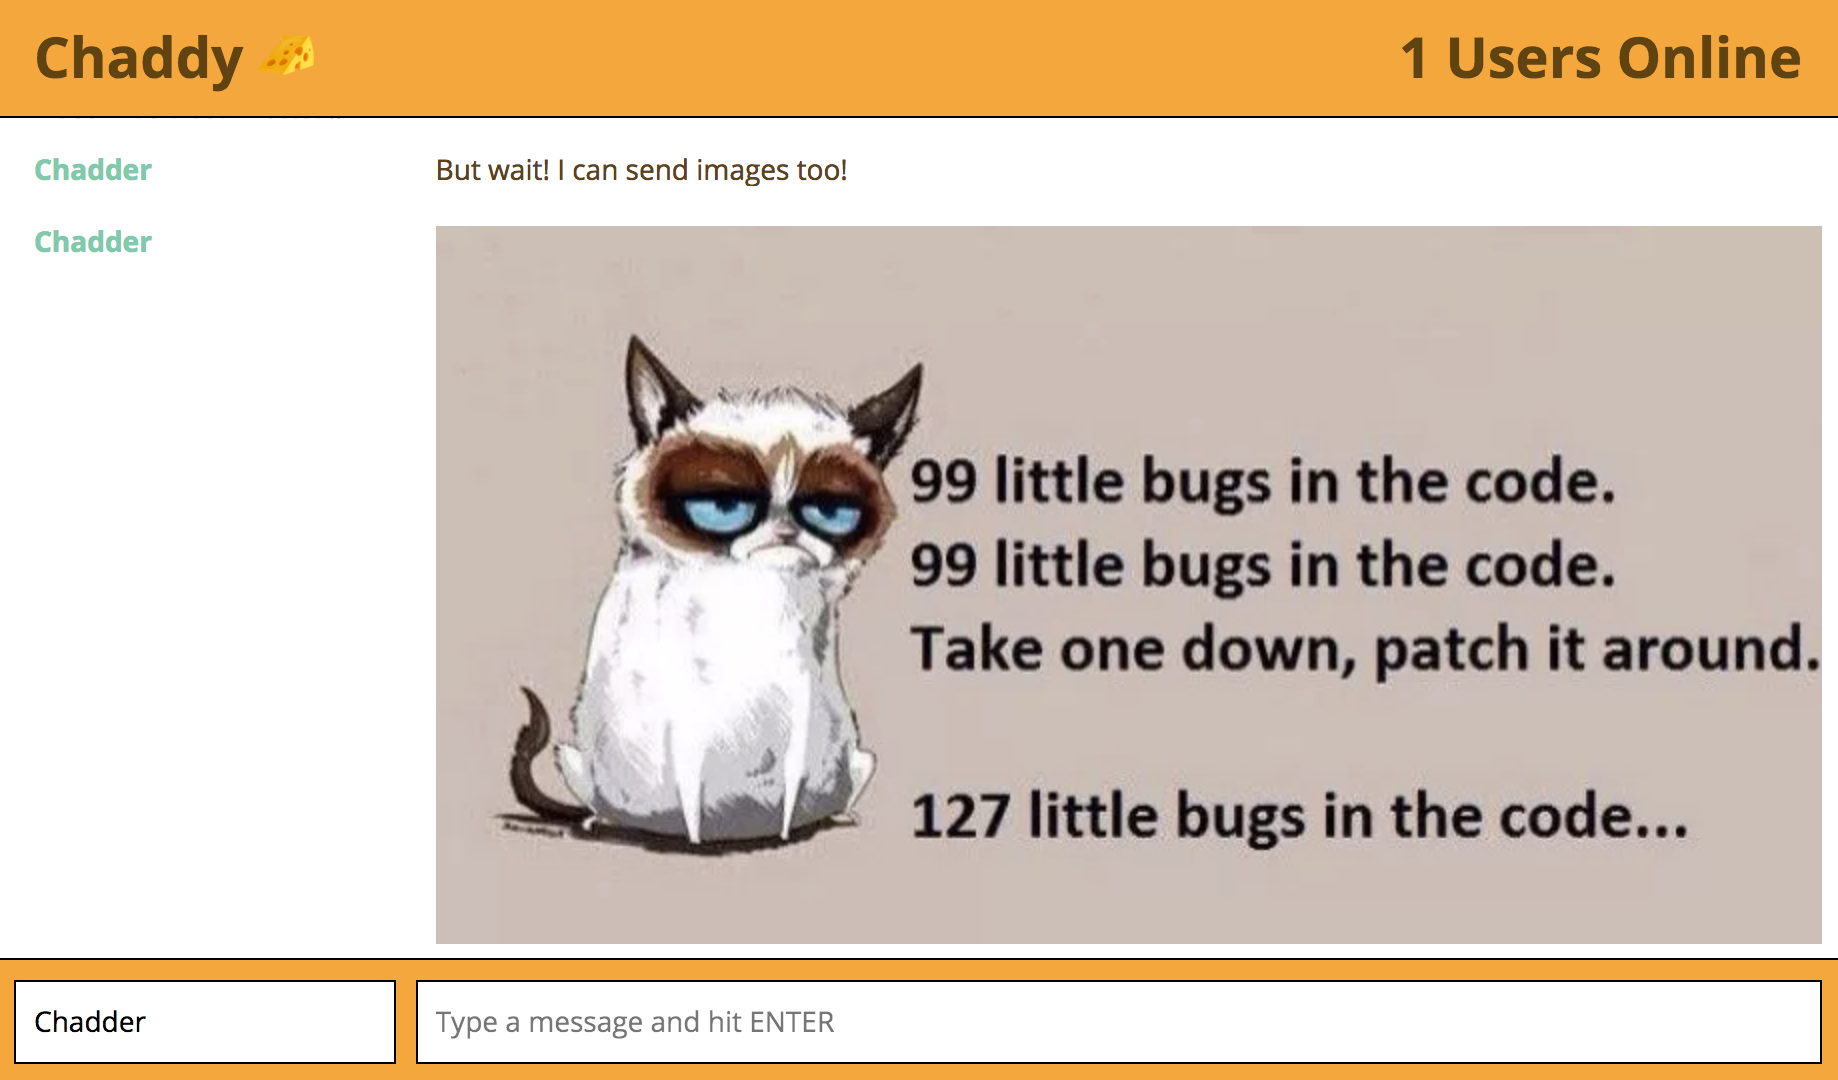 Chaddy 🧀
1 Users Online
Chadder
But wait! I can send images too!
Chadder
99 little bugs in the code.
99 little bugs in the code.
Take one down, patch it around.
127 little bugs in the code...
Chadder
Type a message and hit ENTER